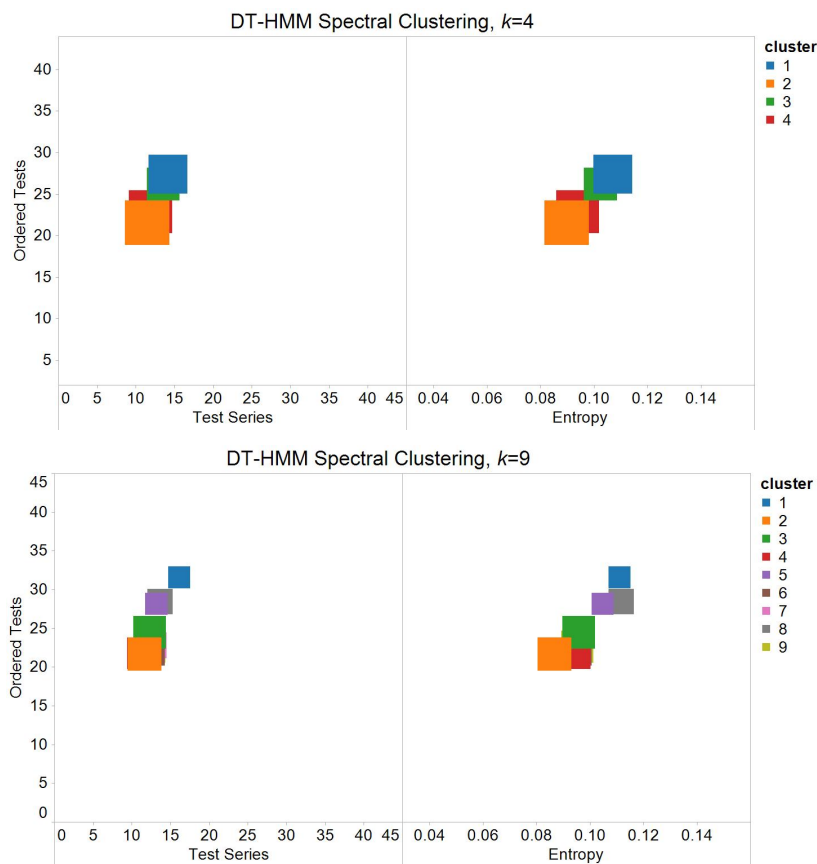 DT-HMM Spectral Clustering, k=4
cluster
1
2
3
4
Ordered Tests
40
35
30
25
20
15
10
5
0 5 10 15 20 25 30 35 40 45
0.04 0.06 0.08 0.10 0.12 0.14
Test Series
Entropy
DT-HMM Spectral Clustering, k=9
cluster
1
2
3
4
5
6
7
8
9
Ordered Tests
45
40
35
30
25
20
15
10
5
0
0 5 10 15 20 25 30 35 40 45
0.04 0.06 0.08 0.10 0.12 0.14
Test Series
Entropy